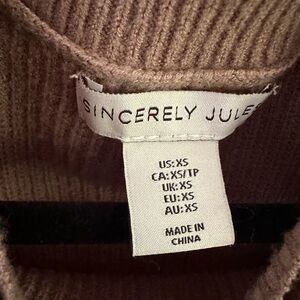 SINCERELY JULES
US:XS
CA:XS/TP
UK:XS
EU:XS
AU:XS
MADE IN
CHINA